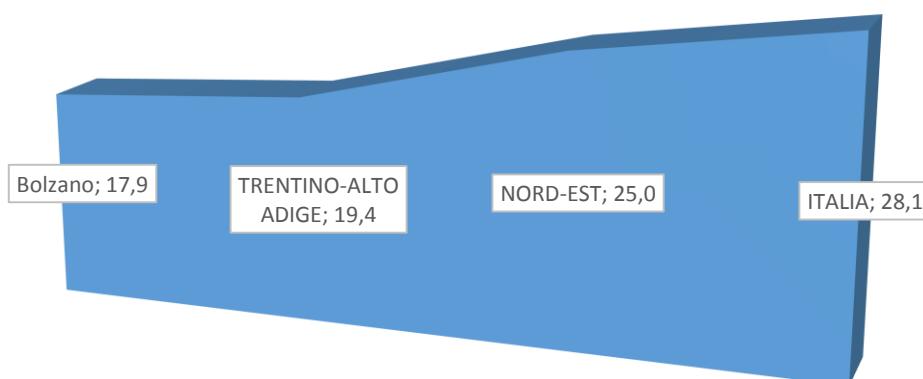 Bolzano; 17,9
TRENTINO-ALTO
ADIGE; 19,4
NORD-EST; 25,0
ITALIA; 28,1